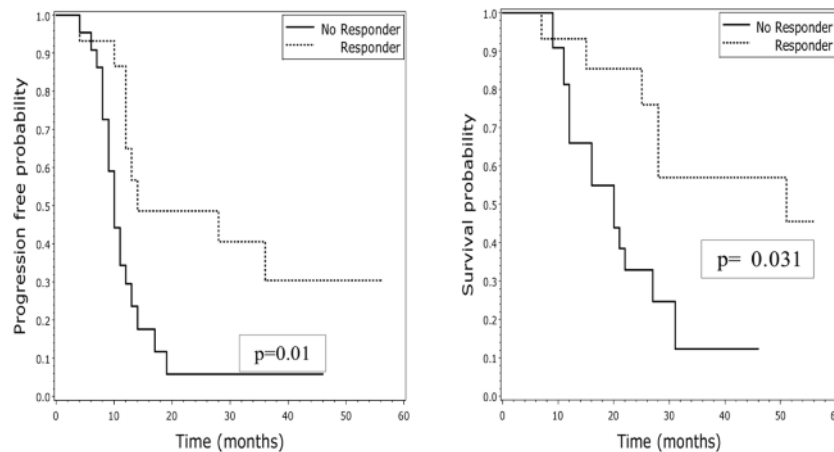 No Responder
Responder
Progression free probability
1.0
0.9
0.8
0.7
0.6
0.5
0.4
0.3
0.2
0.1
0.0
p=0.01
0 10 20 30 40 50 60
Time (months)
No Responder
Responder
Survival probability
1.0
0.9
0.8
0.7
0.6
0.5
0.4
0.3
0.2
0.1
0.0
p= 0.031
0 10 20 30 40 50 60
Time (months)